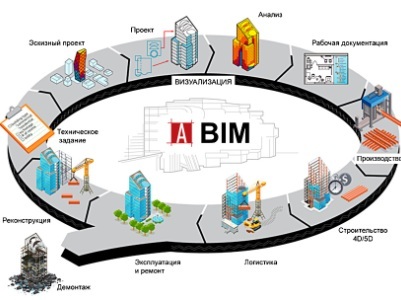 Анализ
Проект
Эскизный проект
Рабочая документация
ВИЗУАЛИЗАЦИЯ
Техническое
задание
A BIM
Производство
Реконструкция
Строительство
4D/5D
Эксплуатация
и ремонт
Логистика
Демонтаж